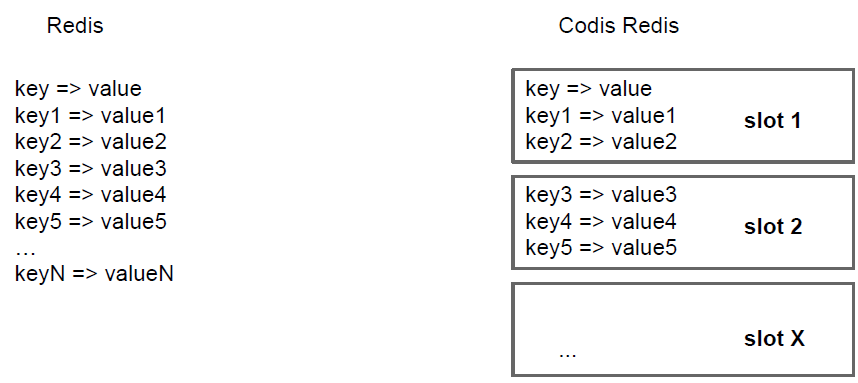 Redis
key => value
key1 => value1
key2 => value2
key3 => value3
key4 => value4
key5 => value5
…
keyN => valueN
Codis Redis
key => value
key1 => value1
key2 => value2
slot 1
key3 => value3
key4 => value4
key5 => value5
slot 2
...
slot X